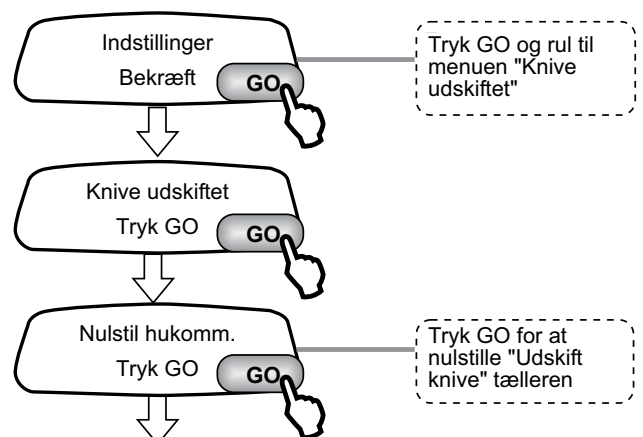 Indstillinger
Bekræft
GO
Tryk GO og rul til
menuen "Knive
udskiftet"
Knive udskiftet
Tryk GO
GO
Nulstil hukomm.
Tryk GO
GO
Tryk GO for at
nulstille "Udskift
knive" tælleren